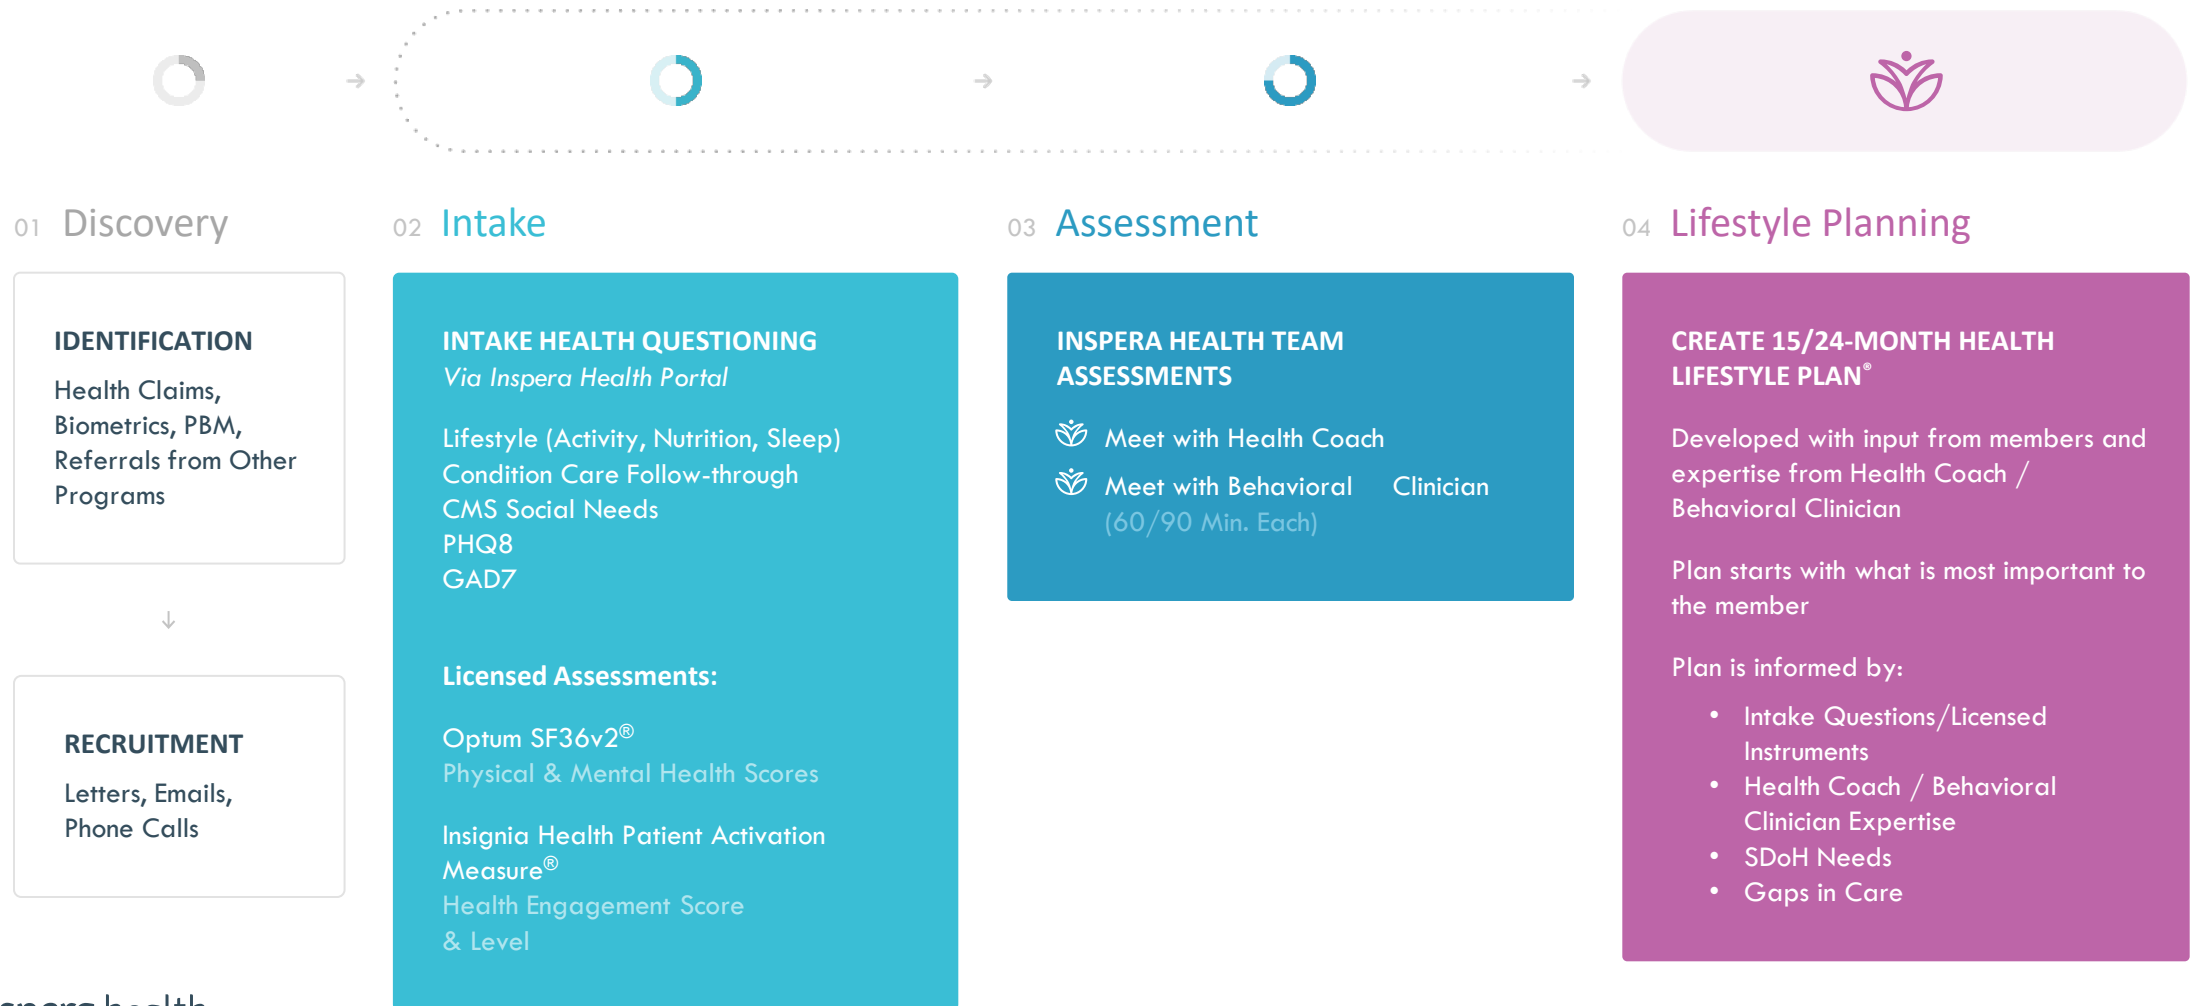 01 Discovery
IDENTIFICATION
Health Claims,
Biometrics, PBM,
Referrals from Other
Programs
RECRUITMENT
Letters, Emails,
Phone Calls
02 Intake
INTAKE HEALTH QUESTIONING
Via Inspera Health Portal
Lifestyle (Activity, Nutrition, Sleep)
Condition Care Follow-through
CMS Social Needs
PHQ8
GAD7
Licensed Assessments:
Optum SF36v2®
Physical & Mental Health Scores
Insignia Health Patient Activation
Measure®
Health Engagement Score
& Level
03 Assessment
INSPERA HEALTH TEAM
ASSESSMENTS
Meet with Health Coach
Meet with Behavioral Clinician
(60/90 Min. Each)
04 Lifestyle Planning
CREATE 15/24-MONTH HEALTH
LIFESTYLE PLAN®
Developed with input from members and
expertise from Health Coach /
Behavioral Clinician
Plan starts with what is most important to
the member
Plan is informed by:
• Intake Questions/Licensed
Instruments
• Health Coach / Behavioral
Clinician Expertise
• SDoH Needs
• Gaps in Care
health